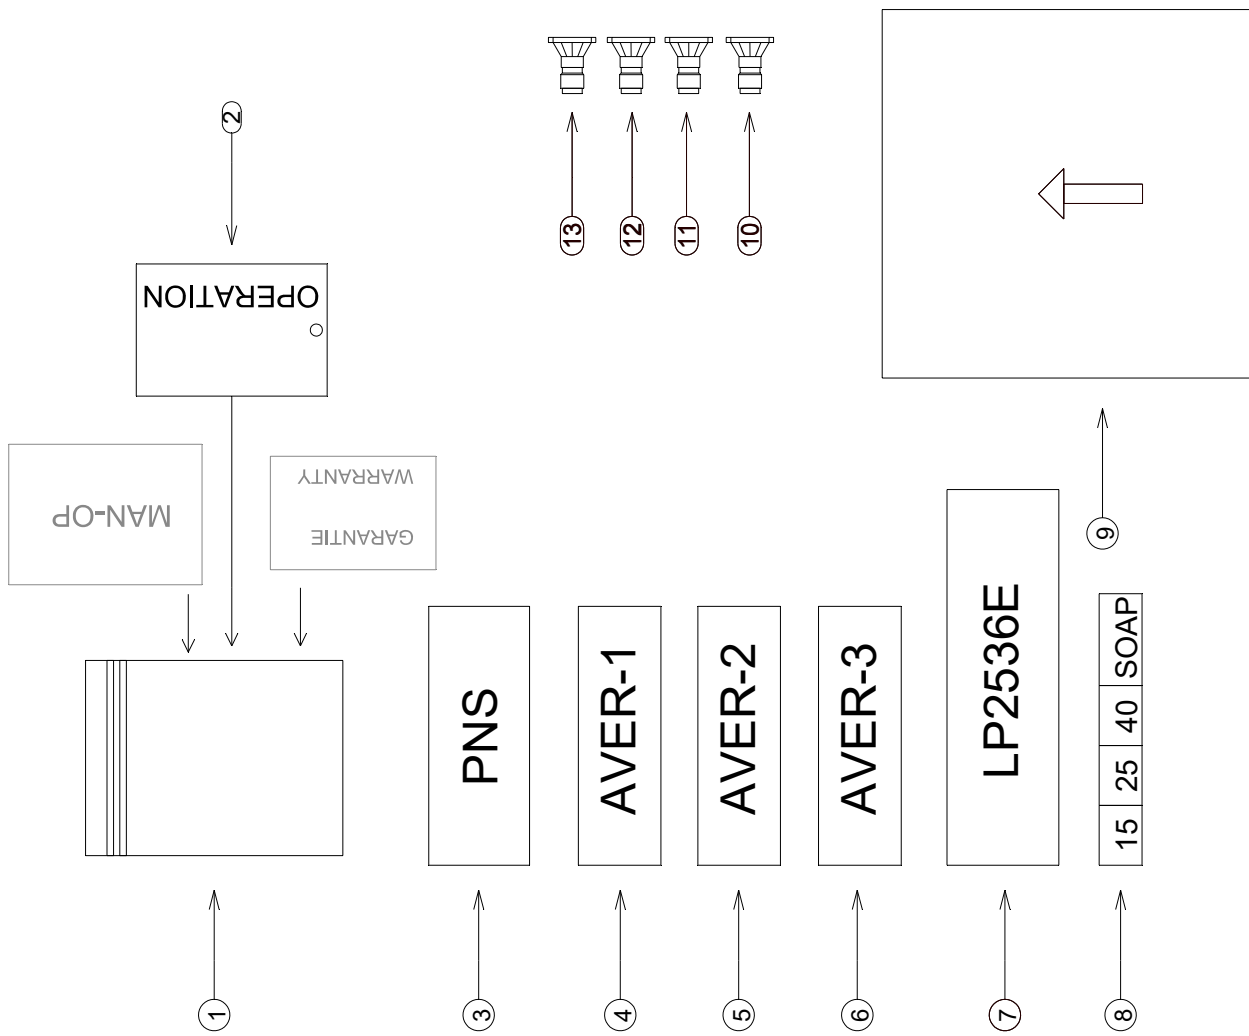 13
12
11
10
2
OPERATION
MAN-OP
WARRANTY
GARANTIE
9
PNS
AVER-1
AVER-2
AVER-3
LP2536E
15 25 40 SOAP
1
3
4
5
6
7
8